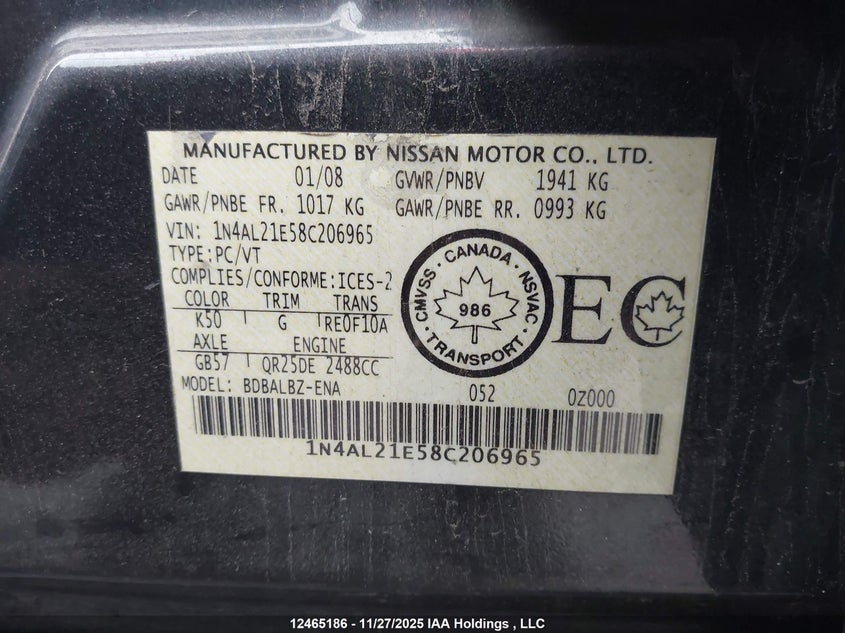 MANUFACTURED BY NISSAN MOTOR CO., LTD.
DATE 01/08 GVWR/PNBV 1941 KG
GAWR/PNBE FR. 1017 KG GAWR/PNBE RR. 0993 KG
VIN: 1N4AL21E58C206965
TYPE:PC/VT
COMPLIES/CONFORME:ICES-2
COLOR TRIM TRANS
K50 G RE0F10A
AXLE ENGINE
GB57 QR25DE 2488CC
MODEL: BDBALBZ-ENA 052 0Z000
CMVSS · CANADA · NSVAC · TRANSPORT ·
986
EC
1N4AL21E58C206965
12465186 - 11/27/2025 IAA Holdings , LLC